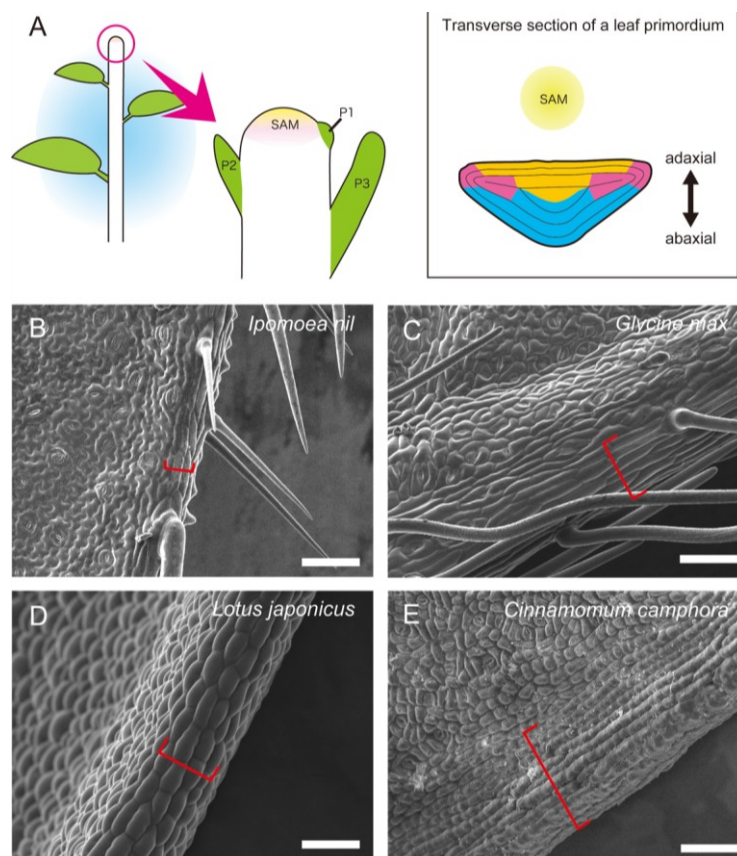 A
SAM
P1
P2
P3
Transverse section of a leaf primordium
SAM
adaxial
abaxial
B
Ipomoea nil
C
Glycine max
D
Lotus japonicus
E
Cinnamomum camphora